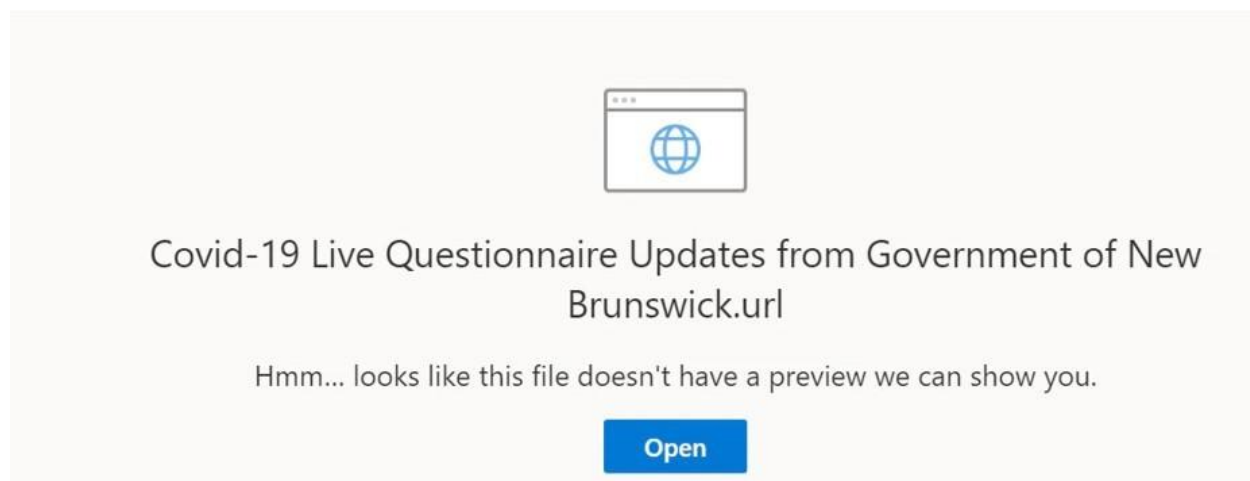 Covid-19 Live Questionnaire Updates from Government of New
Brunswick.url
Hmm... looks like this file doesn't have a preview we can show you.
Open